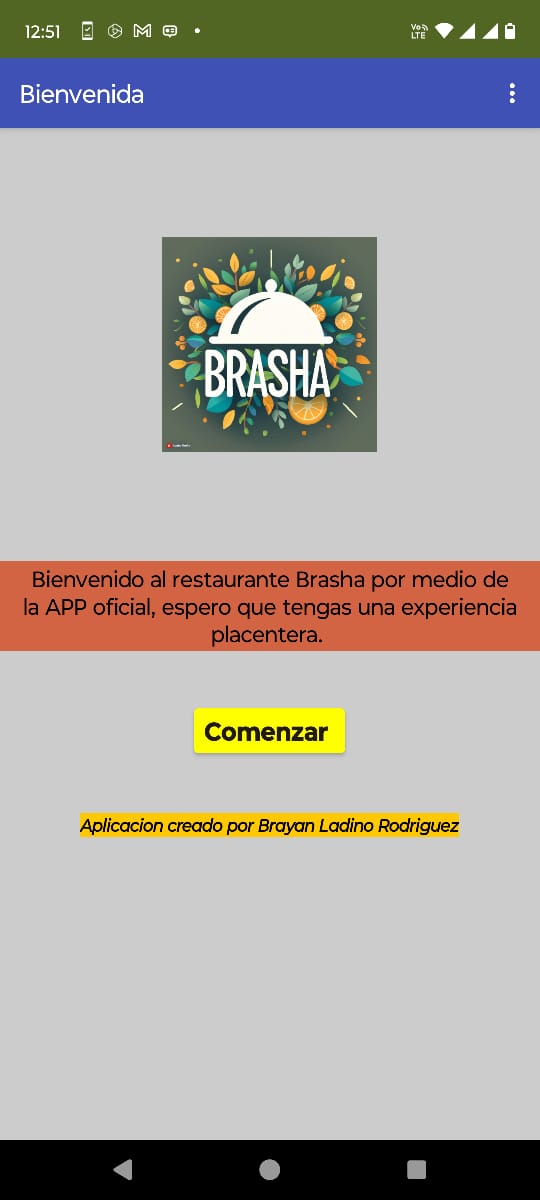 12:51
Vo LTE
Bienvenida
BRASHA
Bienvenido al restaurante Brasha por medio de
la APP oficial, espero que tengas una experiencia
placentera.
Comenzar
Aplicacion creado por Brayan Ladino Rodriguez